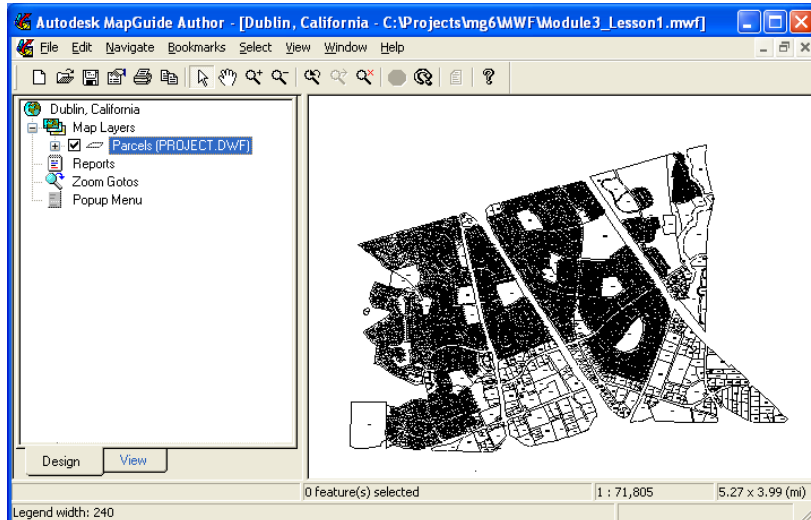 Autodesk MapGuide Author - [Dublin, California - C:\Projects\mg6\MWF\Module3_Lesson1.mwf]
File Edit Navigate Bookmarks Select View Window Help
Dublin, California
Map Layers
Parcels (PROJECT.DWF)
Reports
Zoom Gotos
Popup Menu
Design View
0 feature(s) selected 1 : 71,805 5.27 x 3.99 (mi)
Legend width: 240